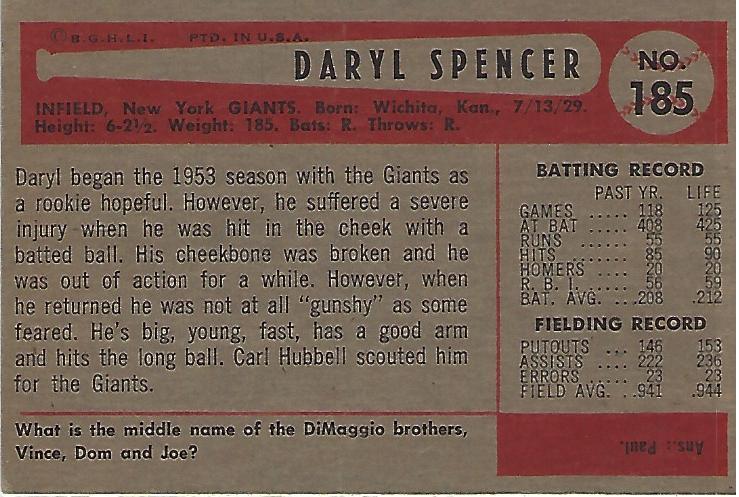 ©B.G.H.L.I. PTD. IN U.S.A.
DARYL SPENCER
NO.
185
INFIELD, New York GIANTS. Born: Wichita, Kan., 7/13/29.
Height: 6-2½. Weight: 185. Bats: R. Throws: R.
Daryl began the 1953 season with the Giants as
a rookie hopeful. However, he suffered a severe
injury when he was hit in the cheek with a
batted ball. His cheekbone was broken and he
was out of action for a while. However, when
he returned he was not at all "gunshy" as some
feared. He's big, young, fast, has a good arm
and hits the long ball. Carl Hubbell scouted him
for the Giants.
BATTING RECORD
PAST YR. LIFE
GAMES ..... 118 125
AT BAT ..... 408 425
RUNS ...... 55 55
HITS ...... 85 90
HOMERS .... 20 20
R. B. I. ..... 56 59
BAT. AVG. ...208 .212
FIELDING RECORD
PUTOUTS ... 146 153
ASSISTS .... 222 236
ERRORS .... 23 23
FIELD AVG. ..941 .944
What is the middle name of the DiMaggio brothers,
Vince, Dom and Joe?
Ans.: Paul.